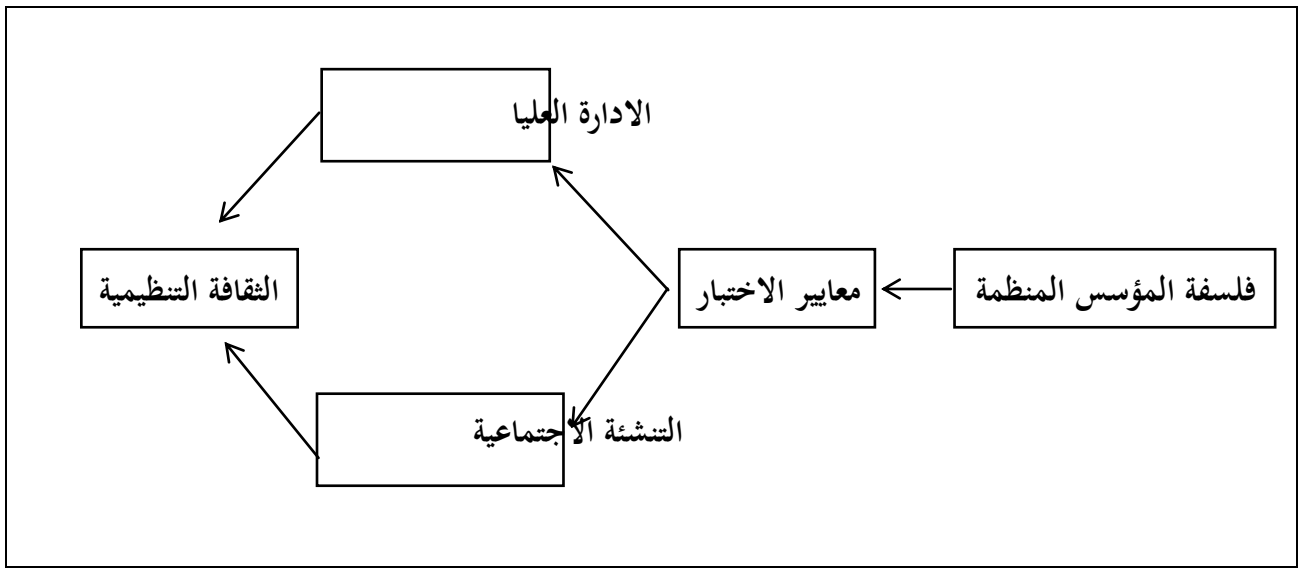 الادارة العليا
فلسفة المؤسس المنظمة
معايير الاختبار
الثقافة التنظيمية
التنشئة الاجتماعية